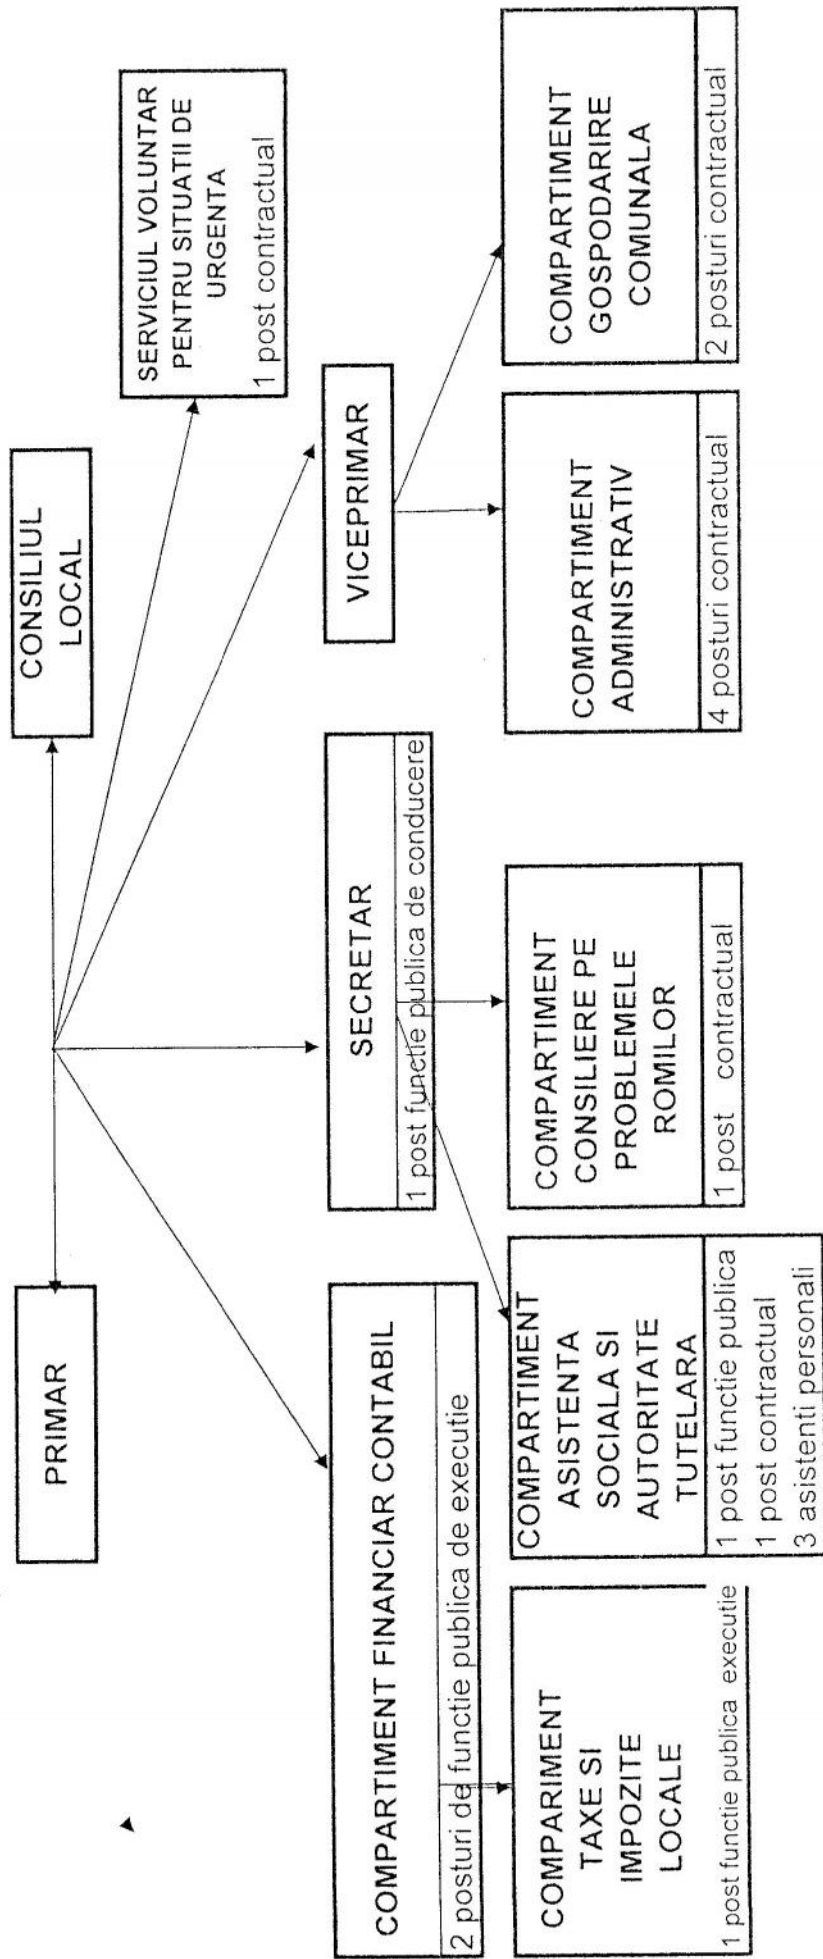 PRIMAR
CONSILIUL
LOCAL
SERVICIUL VOLUNTAR
PENTRU SITUATII DE
URGENTA
1 post contractual
COMPARTIMENT FINANCIAR CONTABIL
2 posturi de functie publica de executie
SECRETAR
1 post functie publica de conducere
VICEPRIMAR
COMPARIMENT
TAXE SI
IMPOZITE
LOCALE
1 post functie publica executie
COMPARTIMENT
ASISTENTA
SOCIALA SI
AUTORITATE
TUTELARA
1 post functie publica
1 post contractual
3 asistenti personali
COMPARTIMENT
CONSILIERE PE
PROBLEMELE
ROMILOR
1 post contractual
COMPARTIMENT
ADMINISTRATIV
4 posturi contractual
COMPARTIMENT
GOSPODARIRE
COMUNALA
2 posturi contractual